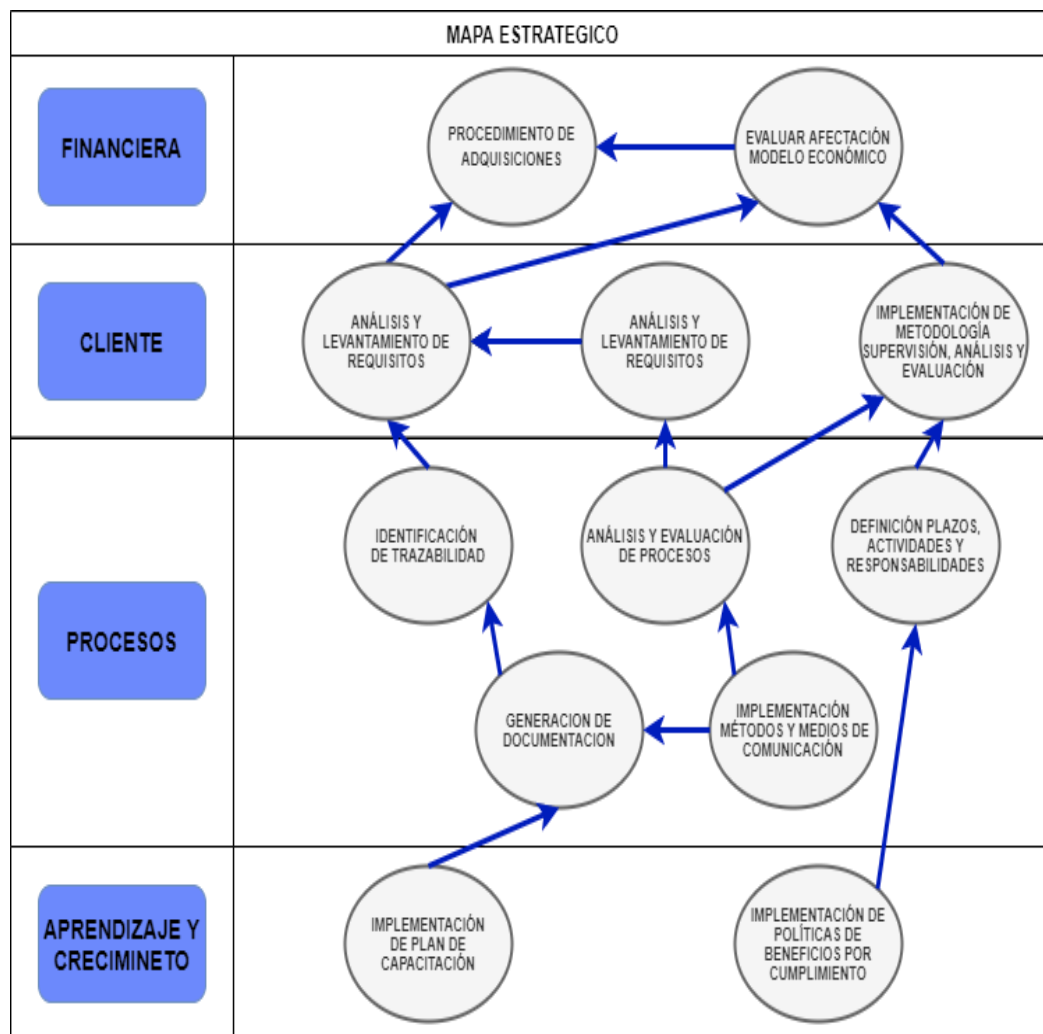 MAPA ESTRATEGICO
FINANCIERA
PROCEDIMIENTO DE
ADQUISICIONES
EVALUAR AFECTACIÓN
MODELO ECONÓMICO
CLIENTE
ANÁLISIS Y
LEVANTAMIENTO DE
REQUISITOS
ANÁLISIS Y
LEVANTAMIENTO DE
REQUISITOS
IMPLEMENTACIÓN DE
METODOLOGÍA
SUPERVISIÓN, ANÁLISIS Y
EVALUACIÓN
PROCESOS
IDENTIFICACIÓN
DE TRAZABILIDAD
ANÁLISIS Y EVALUACIÓN
DE PROCESOS
DEFINICIÓN PLAZOS,
ACTIVIDADES Y
RESPONSABILIDADES
GENERACION DE
DOCUMENTACION
IMPLEMENTACIÓN
MÉTODOS Y MEDIOS DE
COMUNICACIÓN
APRENDIZAJE Y
CRECIMINETO
IMPLEMENTACIÓN
DE PLAN DE
CAPACITACIÓN
IMPLEMENTACIÓN DE
POLÍTICAS DE
BENEFICIOS POR
CUMPLIMIENTO